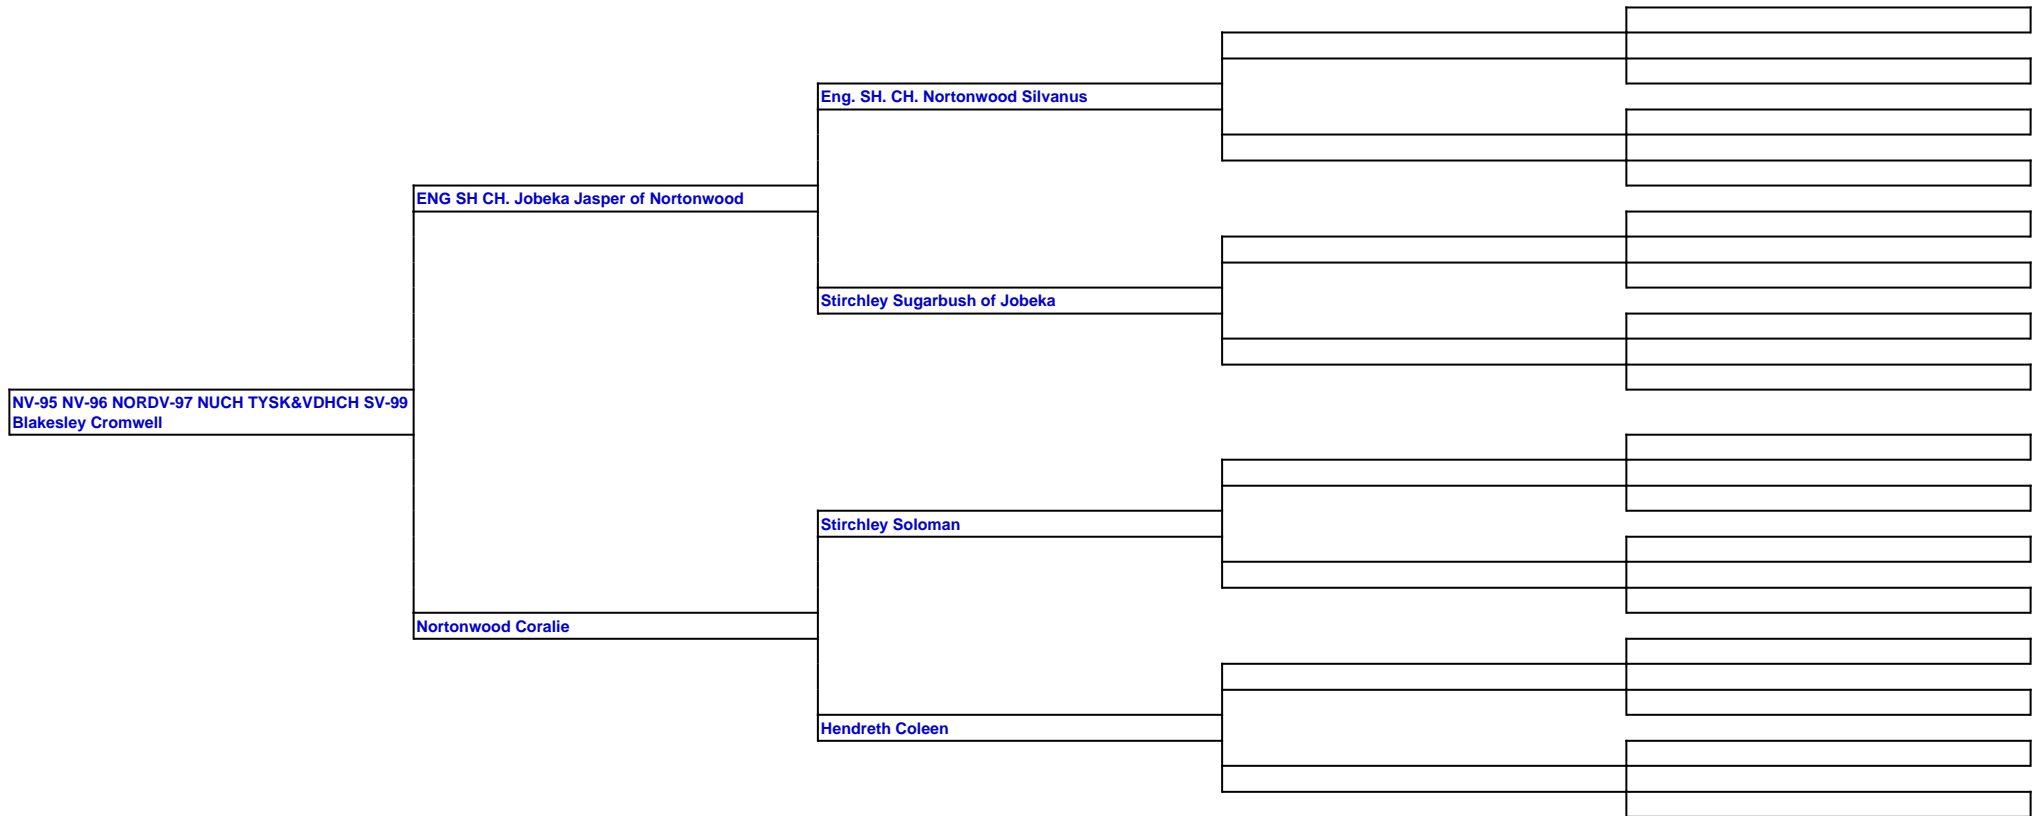 Eng. SH. CH. Nortonwood Silvanus
ENG SH CH. Jobeka Jasper of Nortonwood
Stirchley Sugarbush of Jobeka
NV-95 NV-96 NORDV-97 NUCH TYSK&VDHCH SV-99
Blakesley Cromwell
Stirchley Soloman
Nortonwood Coralie
Hendreth Coleen